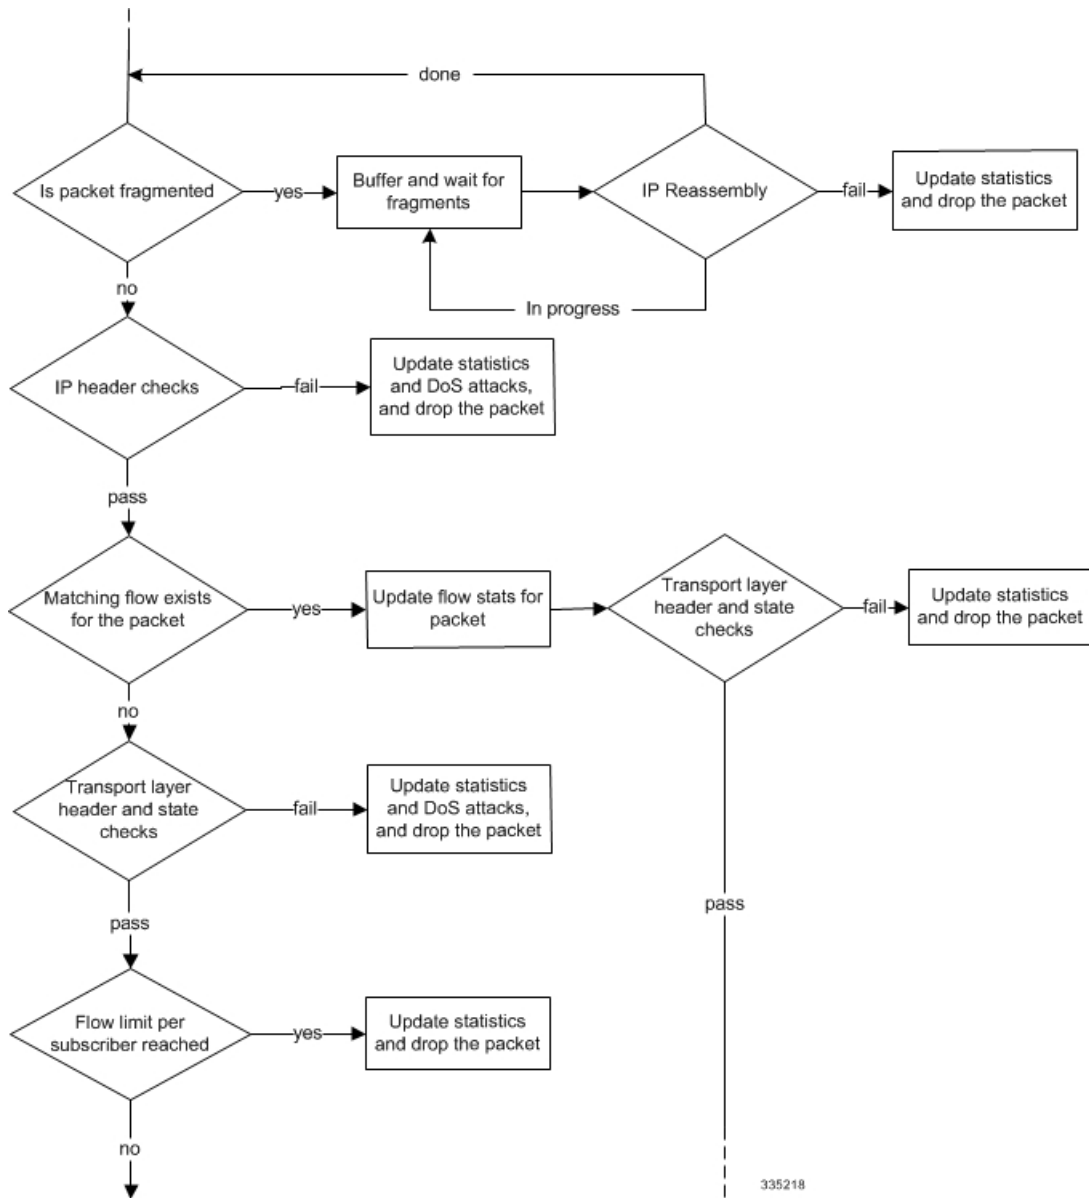 done
Is packet fragmented
yes
Buffer and wait for
fragments
IP Reassembly
fail
Update statistics
and drop the packet
no
In progress
IP header checks
fail
Update statistics
and DoS attacks,
and drop the packet
pass
Matching flow exists
for the packet
yes
Update flow stats for
packet
Transport layer
header and state
checks
fail
Update statistics
and drop the packet
no
Transport layer
header and state
checks
fail
Update statistics
and DoS attacks,
and drop the packet
pass
pass
Flow limit per
subscriber reached
yes
Update statistics
and drop the packet
no
335218